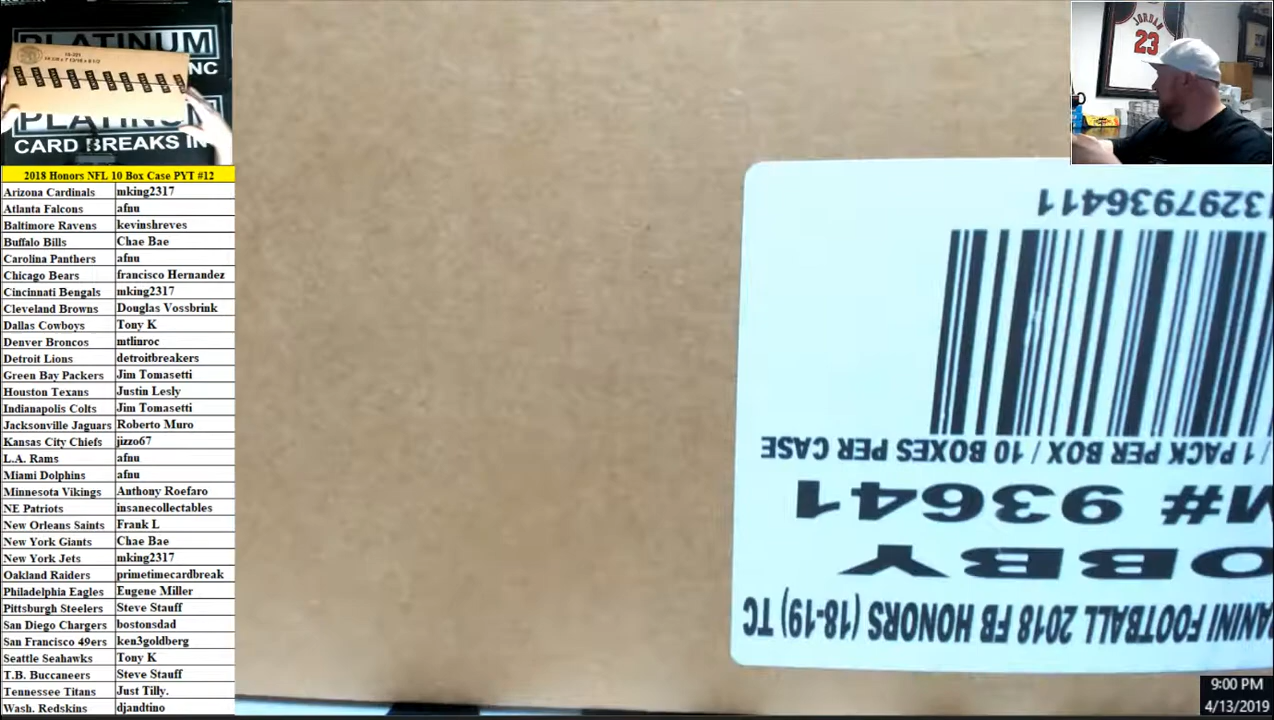 PLATINUM
NC
PLATINUM
CARD BREAKS IN
JORDAN
23
2018 Honors NFL 10 Box Case PYT #12
Arizona Cardinals mking2317
Atlanta Falcons afnu
Baltimore Ravens kevinshreves
Buffalo Bills Chae Bae
Carolina Panthers afnu
Chicago Bears francisco Hernandez
Cincinnati Bengals mking2317
Cleveland Browns Douglas Vossbrink
Dallas Cowboys Tony K
Denver Broncos mtlinroc
Detroit Lions detroitbreakers
Green Bay Packers Jim Tomasetti
Houston Texans Justin Lesly
Indianapolis Colts Jim Tomasetti
Jacksonville Jaguars Roberto Muro
Kansas City Chiefs jizzo67
L.A. Rams afnu
Miami Dolphins afnu
Minnesota Vikings Anthony Roefaro
NE Patriots insanecollectables
New Orleans Saints Frank L
New York Giants Chae Bae
New York Jets mking2317
Oakland Raiders primetimecardbreak
Philadelphia Eagles Eugene Miller
Pittsburgh Steelers Steve Stauff
San Diego Chargers bostonsdad
San Francisco 49ers ken3goldberg
Seattle Seahawks Tony K
T.B. Buccaneers Steve Stauff
Tennessee Titans Just Tilly.
Wash. Redskins djandtino
ANINI FOOTBALL 2018 FB HONORS (18-19) TC
OBBY
M# 93641
/ 1 PACK PER BOX / 10 BOXES PER CASE
3297936411
9:00 PM
4/13/2019